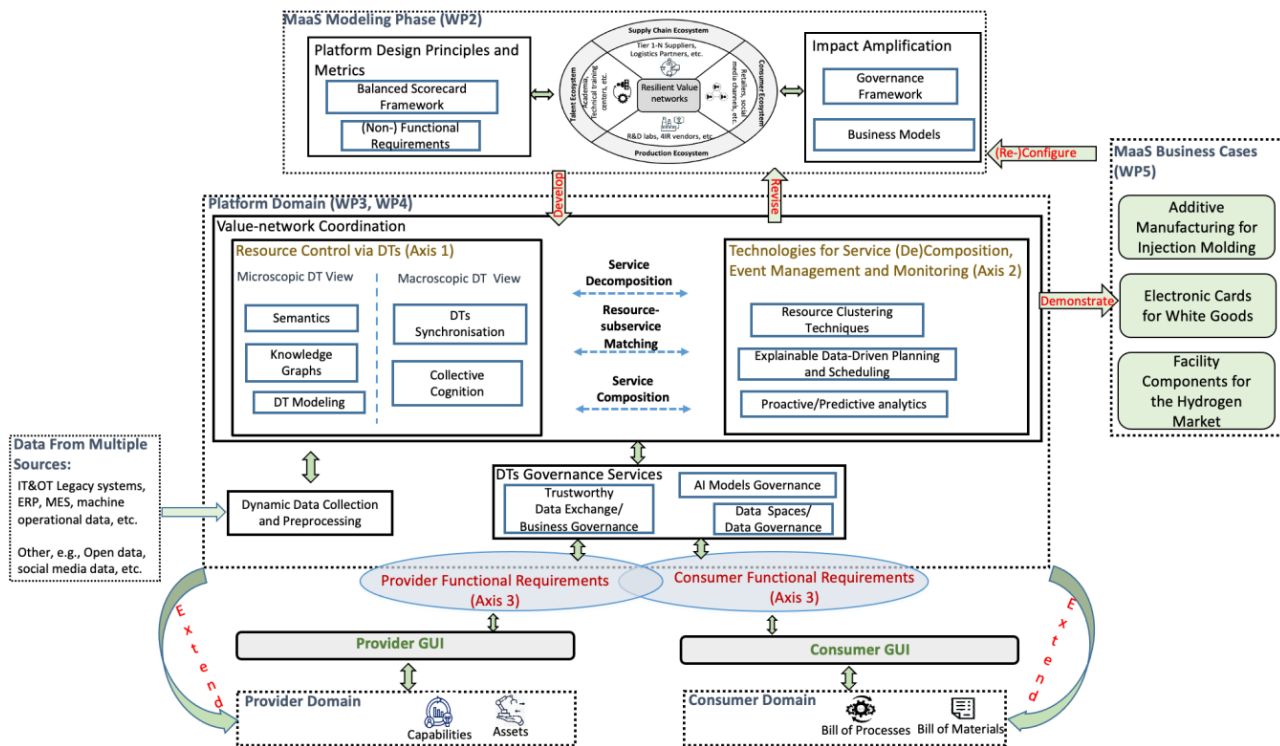 MaaS Modeling Phase (WP2)
Platform Design Principles and
Metrics
Balanced Scorecard
Framework
(Non-) Functional
Requirements
Supply Chain Ecosystem
Tier 1-N Suppliers,
Logistics Partners, etc.
Talent Ecosystem
Academia,
Technical training
centers, etc.
Resilient Value
networks
Retailers, social
media channels, etc.
Consumer Ecosystem
R&D labs, 4IR vendors, etc.
Production Ecosystem
Impact Amplification
Governance
Framework
Business Models
(Re-)Configure
MaaS Business Cases
(WP5)
Additive
Manufacturing for
Injection Molding
Electronic Cards
for White Goods
Facility
Components for
the Hydrogen
Market
Develop
Revise
Demonstrate
Platform Domain (WP3, WP4)
Value-network Coordination
Resource Control via DTs (Axis 1)
Microscopic DT View
Macroscopic DT View
Semantics
Knowledge
Graphs
DT Modeling
DTs
Synchronisation
Collective
Cognition
Service
Decomposition
Resource-
subservice
Matching
Service
Composition
Technologies for Service (De)Composition,
Event Management and Monitoring (Axis 2)
Resource Clustering
Techniques
Explainable Data-Driven Planning
and Scheduling
Proactive/Predictive analytics
Data From Multiple
Sources:
IT&OT Legacy systems,
ERP, MES, machine
operational data, etc.
Other, e.g., Open data,
social media data, etc.
Dynamic Data Collection
and Preprocessing
DTs Governance Services
Trustworthy
Data Exchange/
Business Governance
AI Models Governance
Data Spaces/
Data Governance
Provider Functional Requirements
(Axis 3)
Consumer Functional Requirements
(Axis 3)
Extend
Extend
Provider GUI
Consumer GUI
Provider Domain
Capabilities
Assets
Consumer Domain
Bill of Processes
Bill of Materials